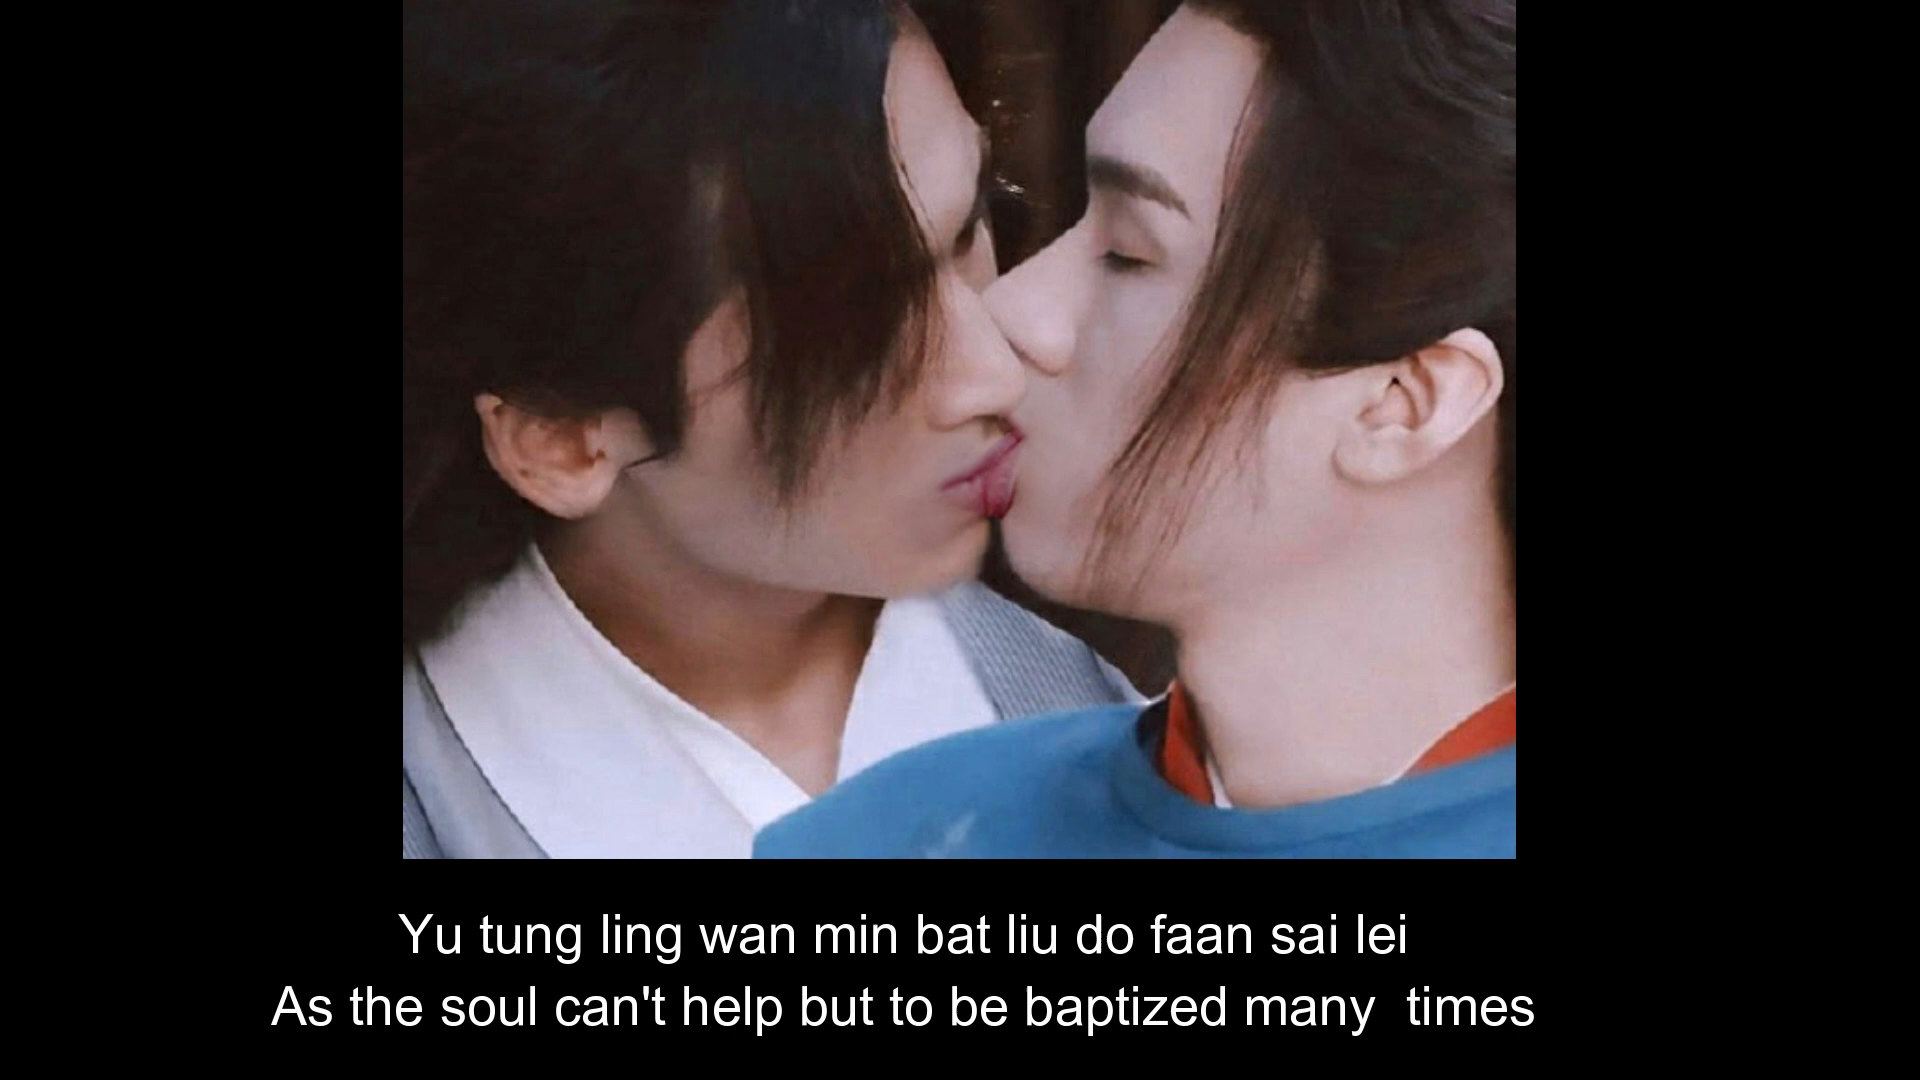 Yu tung ling wan min bat liu do faan sai lei
As the soul can't help but to be baptized many  times